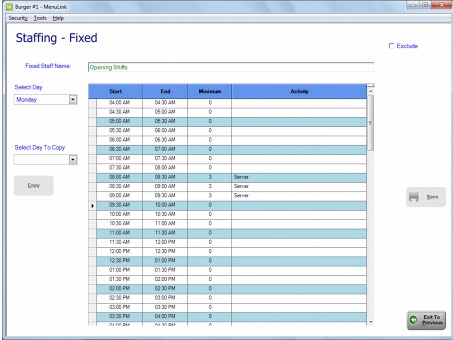 Burger #1 - MenuLink
Security Tools Help
Staffing - Fixed
Exclude
Fixed Staff Name: Opening Shifts
Select Day
Monday
Select Day To Copy
Copy
Start End Minimum Activity
04:00 AM 04:30 AM 0
04:30 AM 05:00 AM 0
05:00 AM 05:30 AM 0
05:30 AM 06:00 AM 0
06:00 AM 06:30 AM 0
06:30 AM 07:00 AM 0
07:00 AM 07:30 AM 0
07:30 AM 08:00 AM 0
08:00 AM 08:30 AM 3 Server
08:30 AM 09:00 AM 3 Server
09:00 AM 09:30 AM 3 Server
09:30 AM 10:00 AM 0
10:00 AM 10:30 AM 0
10:30 AM 11:00 AM 0
11:00 AM 11:30 AM 0
11:30 AM 12:00 PM 0
12:00 PM 12:30 PM 0
12:30 PM 01:00 PM 0
01:00 PM 01:30 PM 0
01:30 PM 02:00 PM 0
02:00 PM 02:30 PM 0
02:30 PM 03:00 PM 0
03:00 PM 03:30 PM 0
03:30 PM 04:00 PM 0
04:00 PM 04:30 PM 0
Save
Exit To
Previous